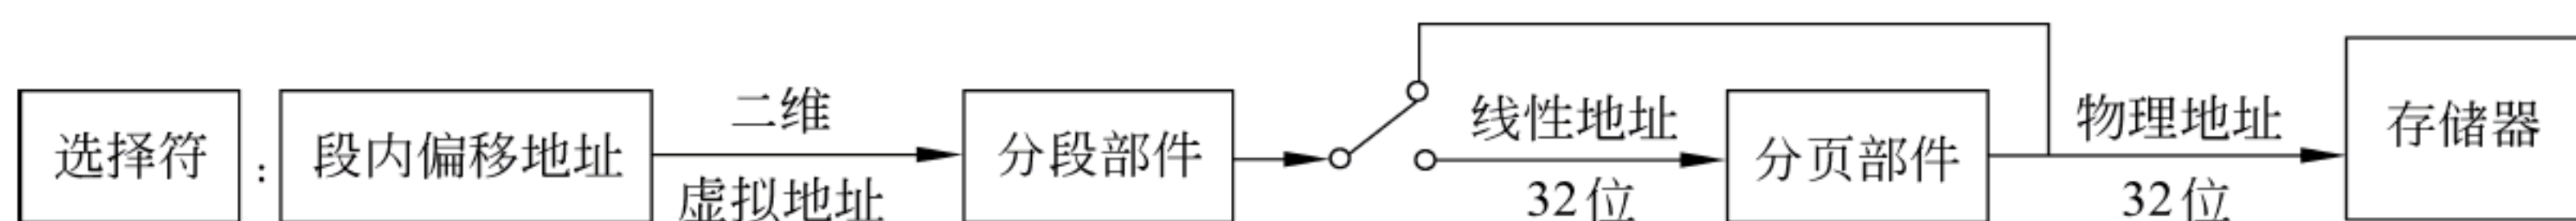 选择符
:
段内偏移地址
二维
虚拟地址
分段部件
线性地址
32位
分页部件
物理地址
32位
存储器